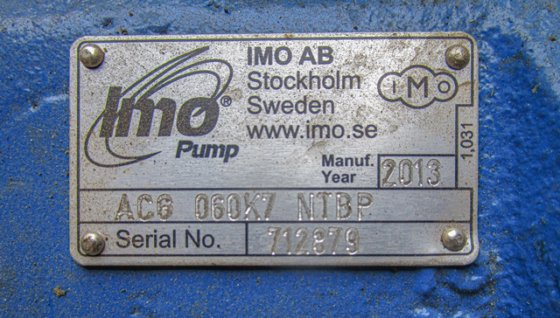 imo®
Pump
IMO AB
Stockholm
Sweden
www.imo.se
IMO
1,031
Manuf. Year 2013
ACG 060K7 NTBP
Serial No. 712879